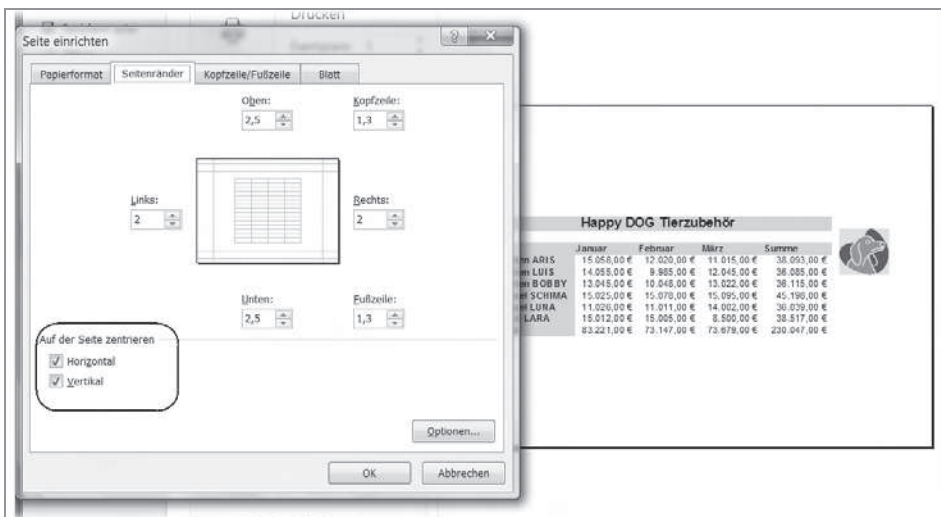 Drucken
Seite einrichten
Papierformat Seitenränder Kopfzeile/Fußzeile Blatt
Oben: Kopfzeile:
2,5 1,3
Links: Rechts:
2 2
Unten: Fußzeile:
2,5 1,3
Auf der Seite zentrieren
Horizontal
Vertikal
Optionen...
OK Abbrechen
Happy DOG Tierzubehör
Januar Februar März Summe
ARIS 15.058,00 € 12.020,00 € 11.015,00 € 38.093,00 €
LUIS 14.055,00 € 9.985,00 € 12.045,00 € 36.085,00 €
BOBBY 13.045,00 € 10.048,00 € 13.022,00 € 36.115,00 €
SCHIMA 15.025,00 € 15.078,00 € 15.095,00 € 45.198,00 €
LUNA 11.026,00 € 11.011,00 € 14.002,00 € 36.039,00 €
LARA 15.012,00 € 15.005,00 € 8.500,00 € 38.517,00 €
83.221,00 € 73.147,00 € 73.679,00 € 230.047,00 €